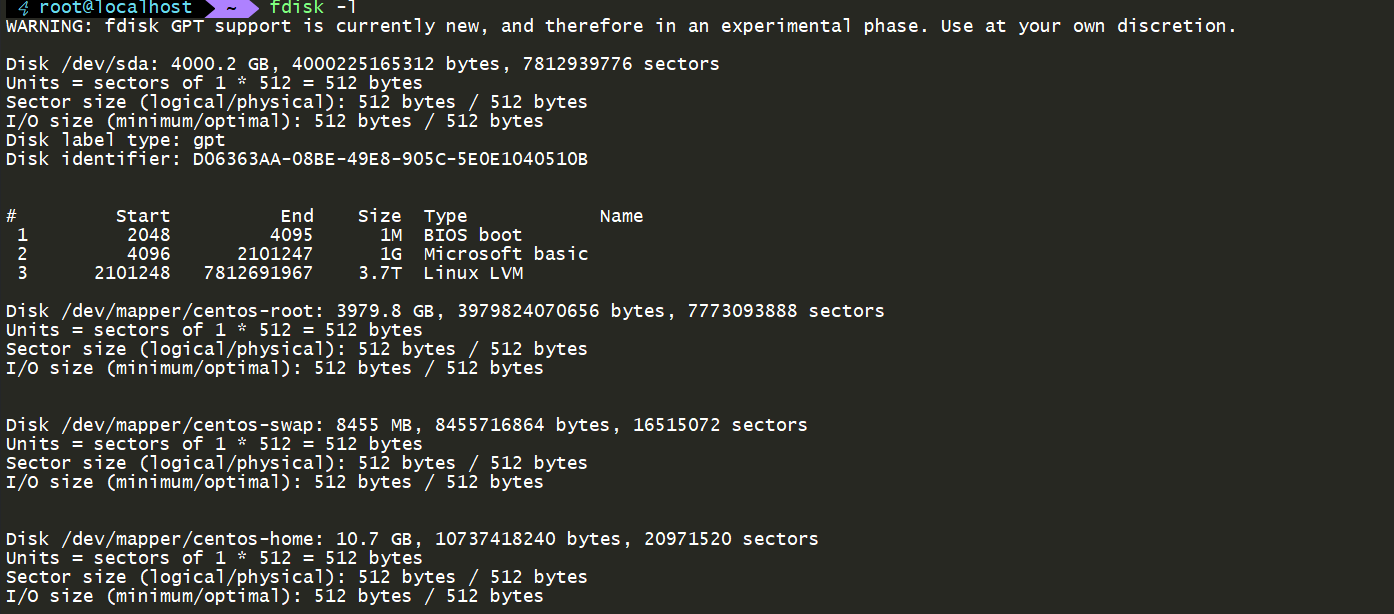 root@localhost ~ fdisk -l
WARNING: fdisk GPT support is currently new, and therefore in an experimental phase. Use at your own discretion.
Disk /dev/sda: 4000.2 GB, 4000225165312 bytes, 7812939776 sectors
Units = sectors of 1 * 512 = 512 bytes
Sector size (logical/physical): 512 bytes / 512 bytes
I/O size (minimum/optimal): 512 bytes / 512 bytes
Disk label type: gpt
Disk identifier: D06363AA-08BE-49E8-905C-5E0E1040510B
#         Start          End    Size  Type            Name
 1         2048         4095      1M  BIOS boot
 2         4096      2101247      1G  Microsoft basic
 3      2101248   7812691967    3.7T  Linux LVM
Disk /dev/mapper/centos-root: 3979.8 GB, 3979824070656 bytes, 7773093888 sectors
Units = sectors of 1 * 512 = 512 bytes
Sector size (logical/physical): 512 bytes / 512 bytes
I/O size (minimum/optimal): 512 bytes / 512 bytes
Disk /dev/mapper/centos-swap: 8455 MB, 8455716864 bytes, 16515072 sectors
Units = sectors of 1 * 512 = 512 bytes
Sector size (logical/physical): 512 bytes / 512 bytes
I/O size (minimum/optimal): 512 bytes / 512 bytes
Disk /dev/mapper/centos-home: 10.7 GB, 10737418240 bytes, 20971520 sectors
Units = sectors of 1 * 512 = 512 bytes
Sector size (logical/physical): 512 bytes / 512 bytes
I/O size (minimum/optimal): 512 bytes / 512 bytes